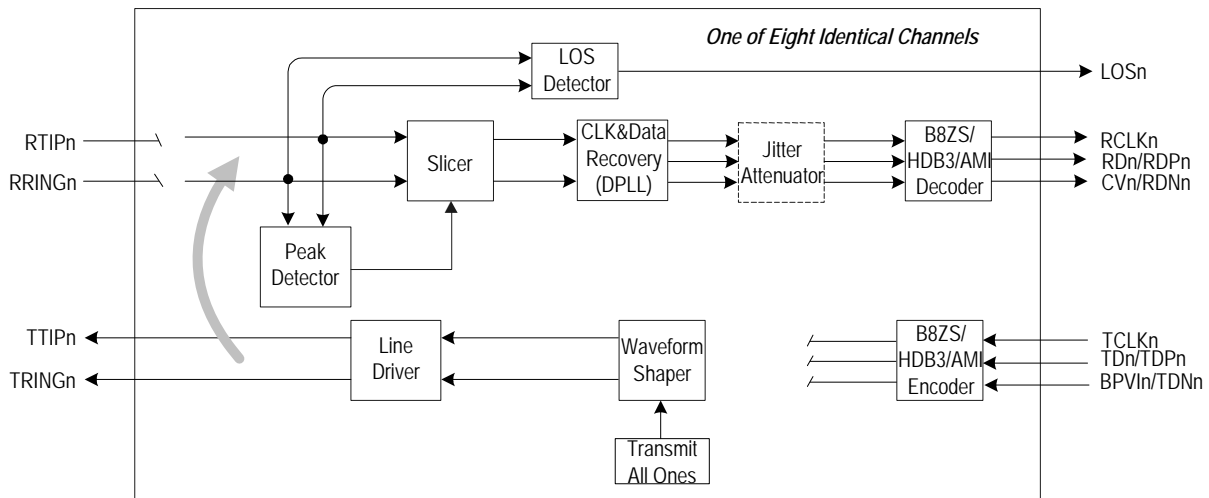 One of Eight Identical Channels
LOS
Detector
LOSn
RTIPn
RRINGn
Slicer
CLK&Data
Recovery
(DPLL)
Jitter
Attenuator
B8ZS/
HDB3/AMI
Decoder
RCLKn
RDn/RDPn
CVn/RDNn
Peak
Detector
TTIPn
TRINGn
Line
Driver
Waveform
Shaper
B8ZS/
HDB3/AMI
Encoder
TCLKn
TDn/TDPn
BPVIn/TDNn
Transmit
All Ones